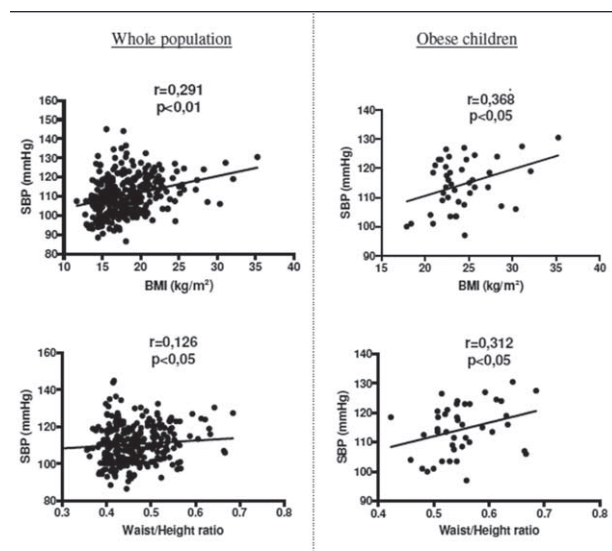 Whole population
Obese children
r=0,291
p<0,01
SBP (mmHg)
160
150
140
130
120
110
100
90
80
10 15 20 25 30 35 40
BMI (kg/m²)
r=0,368
p<0,05
SBP (mmHg)
140
130
120
110
100
90
15 20 25 30 35 40
BMI (kg/m²)
r=0,126
p<0,05
SBP (mmHg)
160
140
120
100
80
0.3 0.4 0.5 0.6 0.7 0.8
Waist/Height ratio
r=0,312
p<0,05
SBP (mmHg)
140
130
120
110
100
90
0.4 0.5 0.6 0.7 0.8
Waist/Height ratio